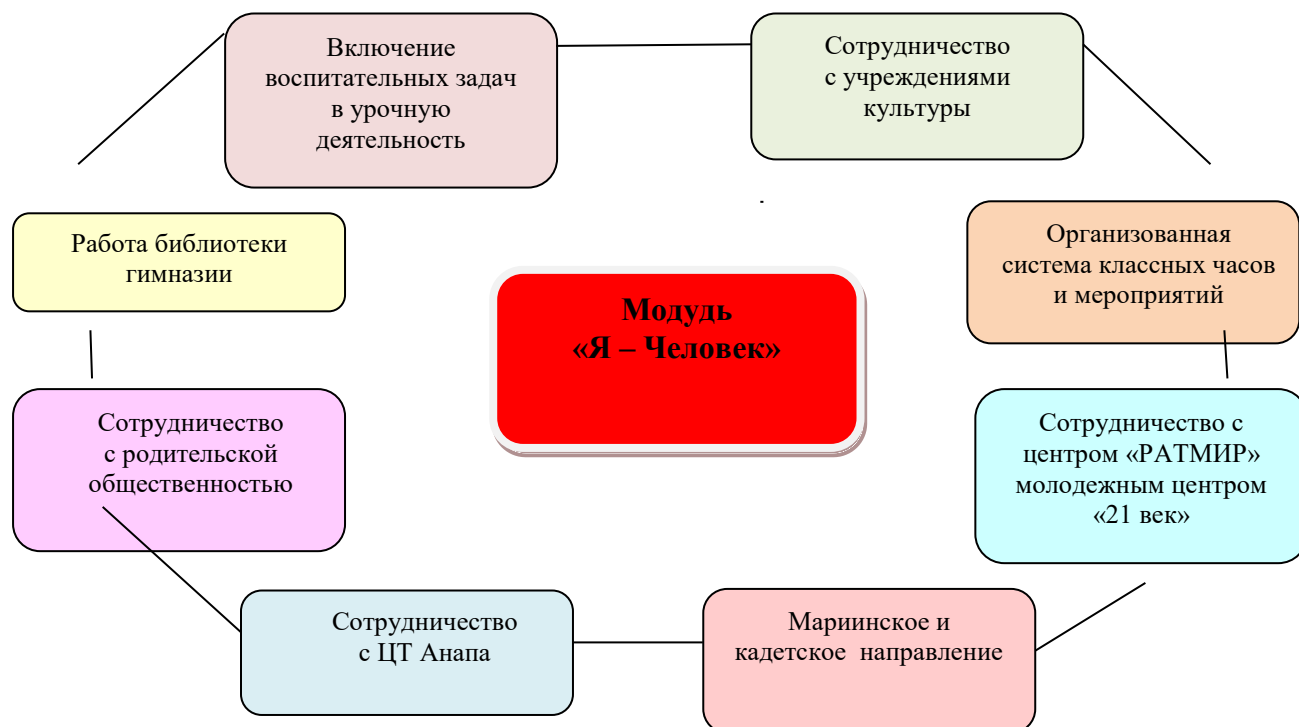 Включение
воспитательных задач
в урочную
деятельность
Сотрудничество
с учреждениями
культуры
Работа библиотеки
гимназии
Организованная
система классных часов
и мероприятий
Модудь
«Я – Человек»
Сотрудничество
с родительской
общественностью
Сотрудничество с
центром «РАТМИР»
молодежным центром
«21 век»
Сотрудничество
с ЦТ Анапа
Мариинское и
кадетское направление